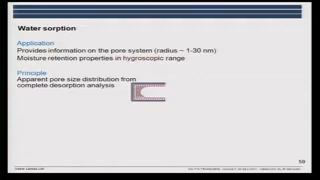 Water sorption
Application
Provides information on the pore system (radius ~ 1-30 nm)
Moisture retention properties in hygroscopic range
Principle
Apparent pore size distribution from
complete desorption analysis
59